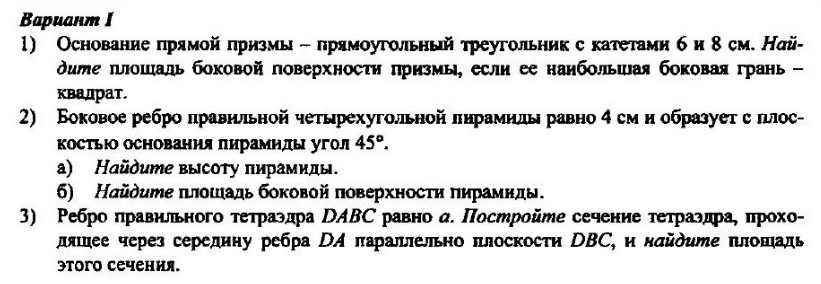 Вариант I
1) Основание прямой призмы – прямоугольный треугольник с катетами 6 и 8 см. Най-
дите площадь боковой поверхности призмы, если ее наибольшая боковая грань –
квадрат.
2) Боковое ребро правильной четырехугольной пирамиды равно 4 см и образует с плос-
костью основания пирамиды угол 45°.
а) Найдите высоту пирамиды.
б) Найдите площадь боковой поверхности пирамиды.
3) Ребро правильного тетраэдра DABC равно a. Постройте сечение тетраэдра, прохо-
дящее через середину ребра DA параллельно плоскости DBC, и найдите площадь
этого сечения.